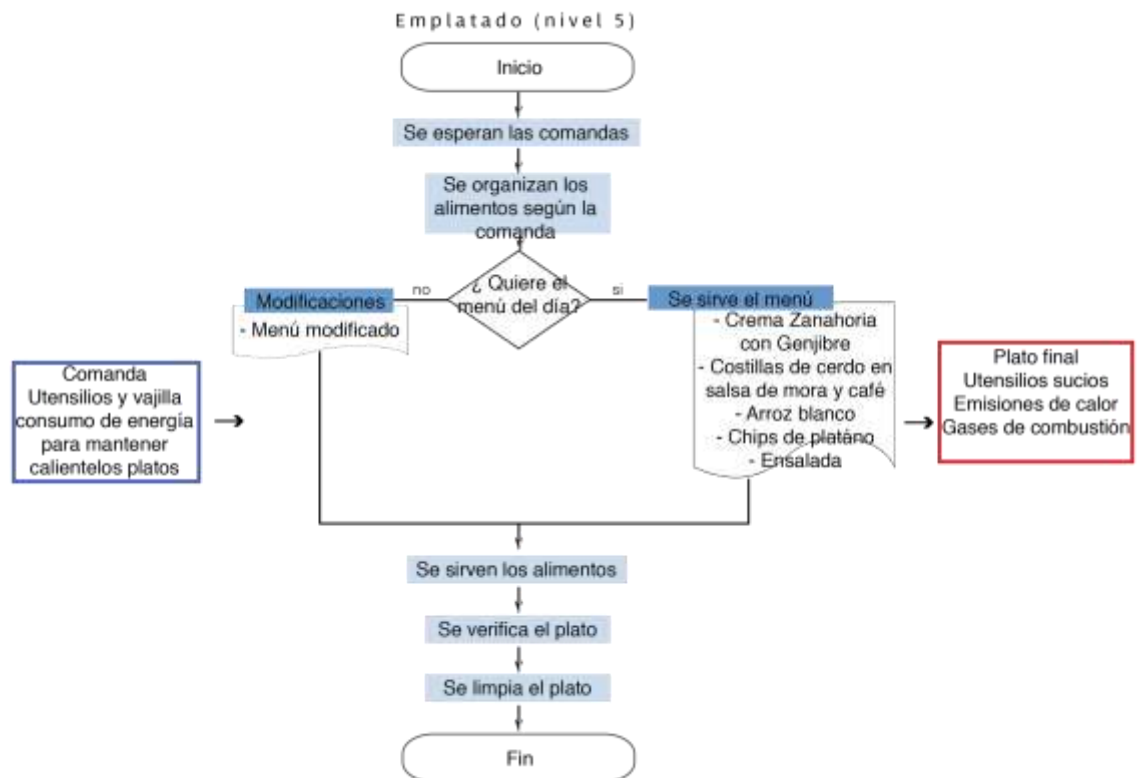 Emplatado (nivel 5)
Inicio
Se esperan las comandas
Se organizan los
alimentos según la
comanda
¿ Quiere el
menú del día?
no
si
Modificaciones
- Menú modificado
Se sirve el menú
- Crema Zanahoria
con Genjibre
- Costillas de cerdo en
salsa de mora y café
- Arroz blanco
- Chips de platáno
- Ensalada
Comanda
Utensilios y vajilla
consumo de energía
para mantener
calientelos platos
Plato final
Utensilios sucios
Emisiones de calor
Gases de combustión
Se sirven los alimentos
Se verifica el plato
Se limpia el plato
Fin